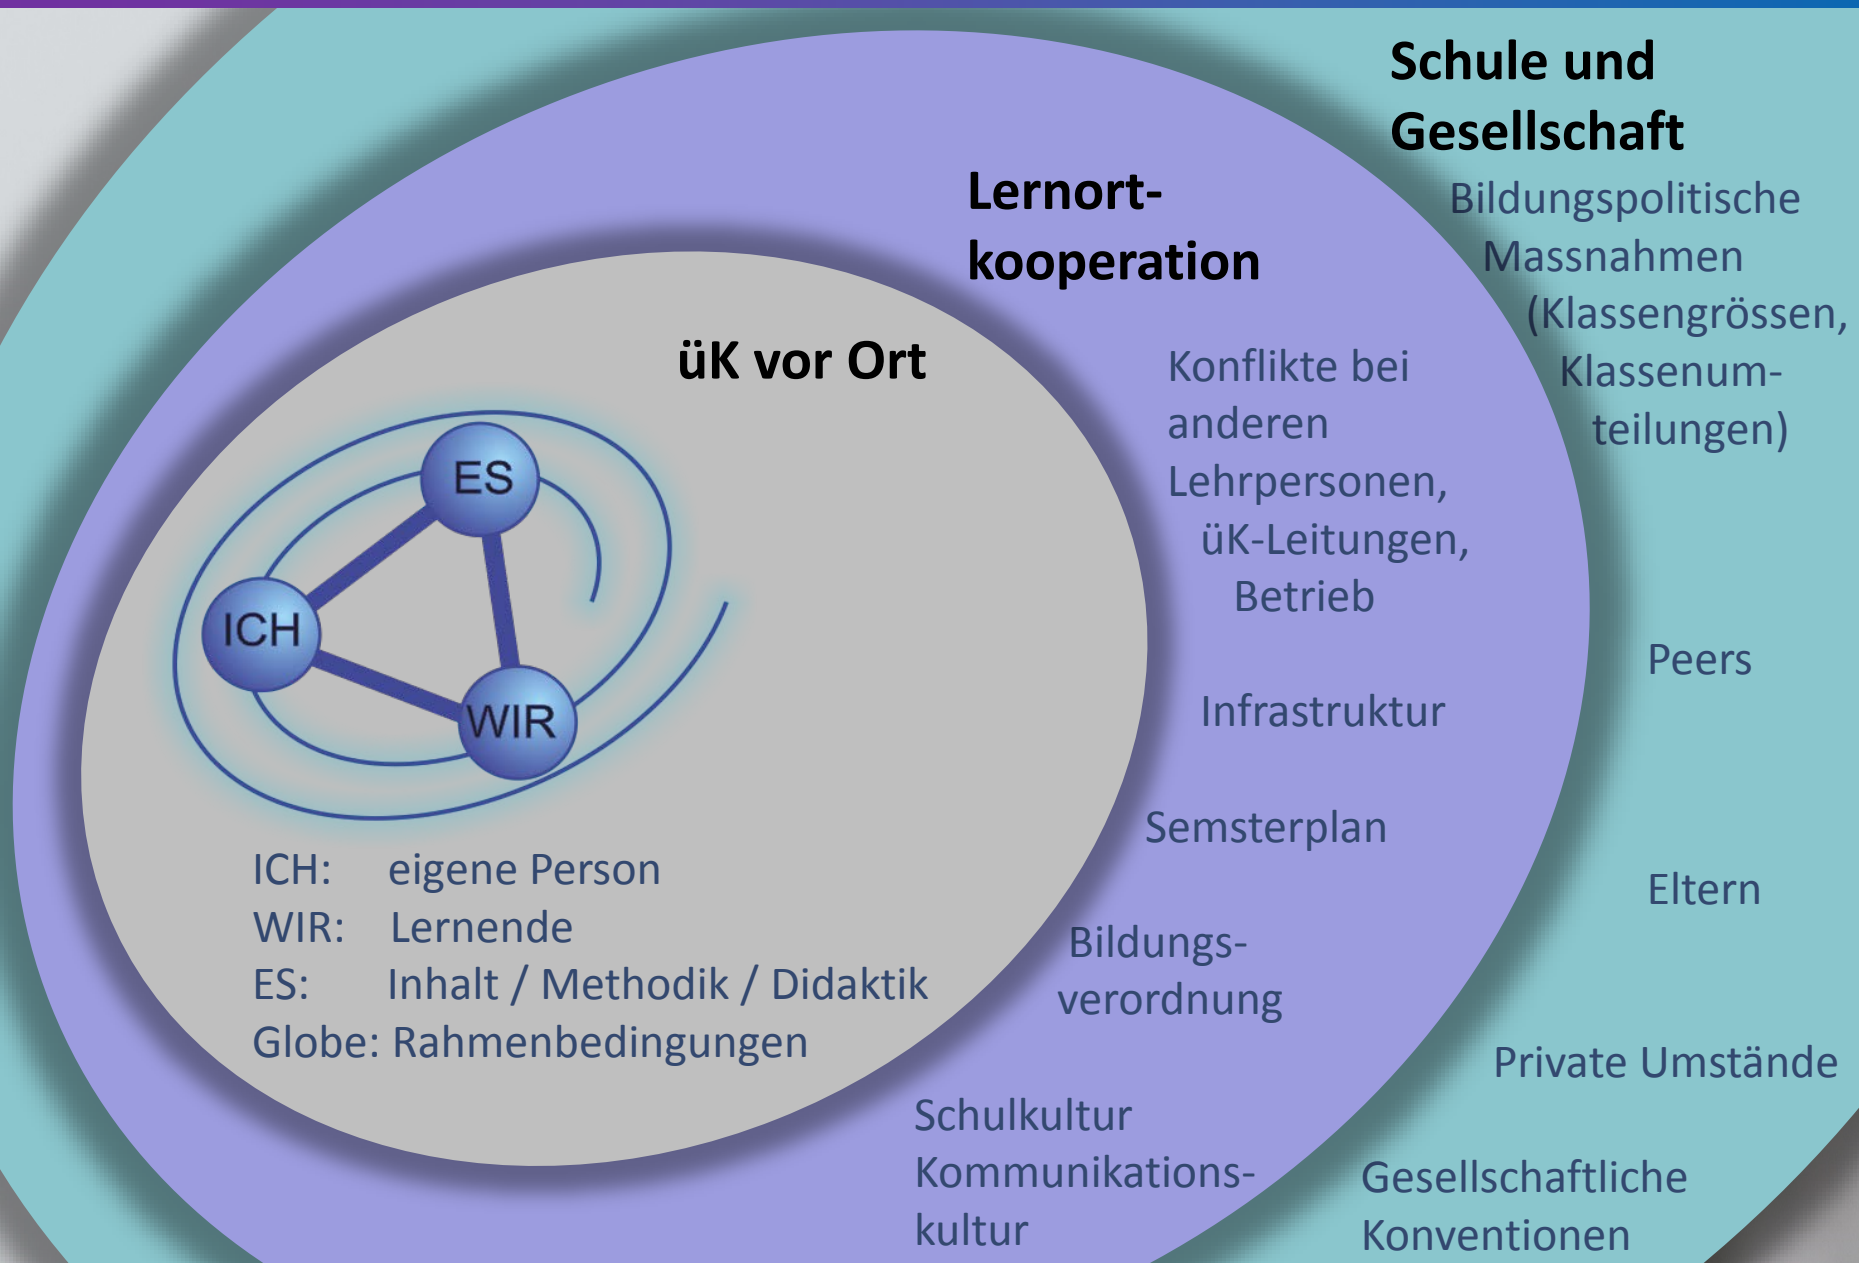 Schule und
Gesellschaft
Bildungspolitische
Massnahmen
(Klassengrössen,
Klassenum-
teilungen)
Peers
Eltern
Private Umstände
Gesellschaftliche
Konventionen
Lernort-
kooperation
Konflikte bei
anderen
Lehrpersonen,
üK-Leitungen,
Betrieb
Infrastruktur
Semsterplan
Bildungs-
verordnung
Schulkultur
Kommunikations-
kultur
üK vor Ort
ES
ICH
WIR
ICH: eigene Person
WIR: Lernende
ES: Inhalt / Methodik / Didaktik
Globe: Rahmenbedingungen